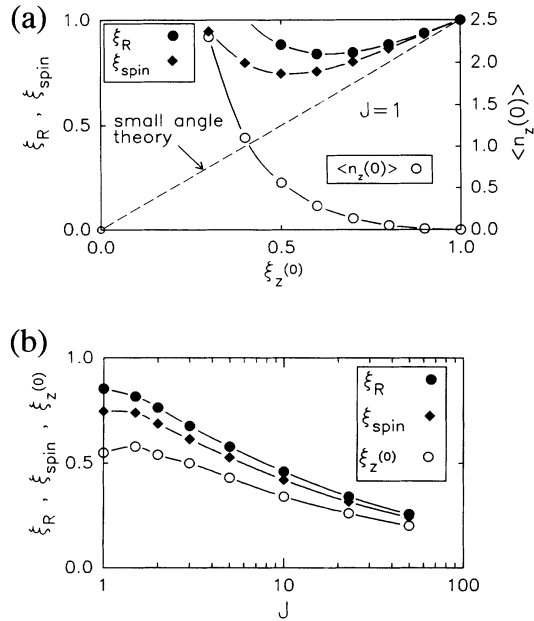 (a)
1.0
0.5
0.0
ξR , ξspin
ξR ●
ξspin ◆
small angle
theory
J=1
<nz(0)> ○
2.5
2.0
1.5
1.0
0.5
0.0
<nz(0)>
0.0
0.5
1.0
ξz(0)
(b)
1.0
0.5
0.0
ξR , ξspin , ξz(0)
ξR ●
ξspin ◆
ξz(0) ○
1
10
100
J